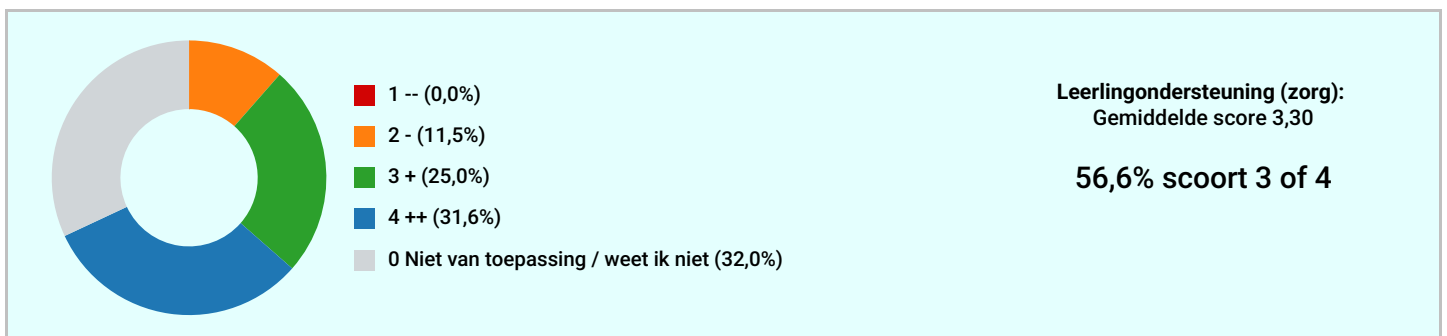 1 -- (0,0%)
2 - (11,5%)
3 + (25,0%)
4 ++ (31,6%)
0 Niet van toepassing / weet ik niet (32,0%)
Leerlingondersteuning (zorg):
Gemiddelde score 3,30
56,6% scoort 3 of 4